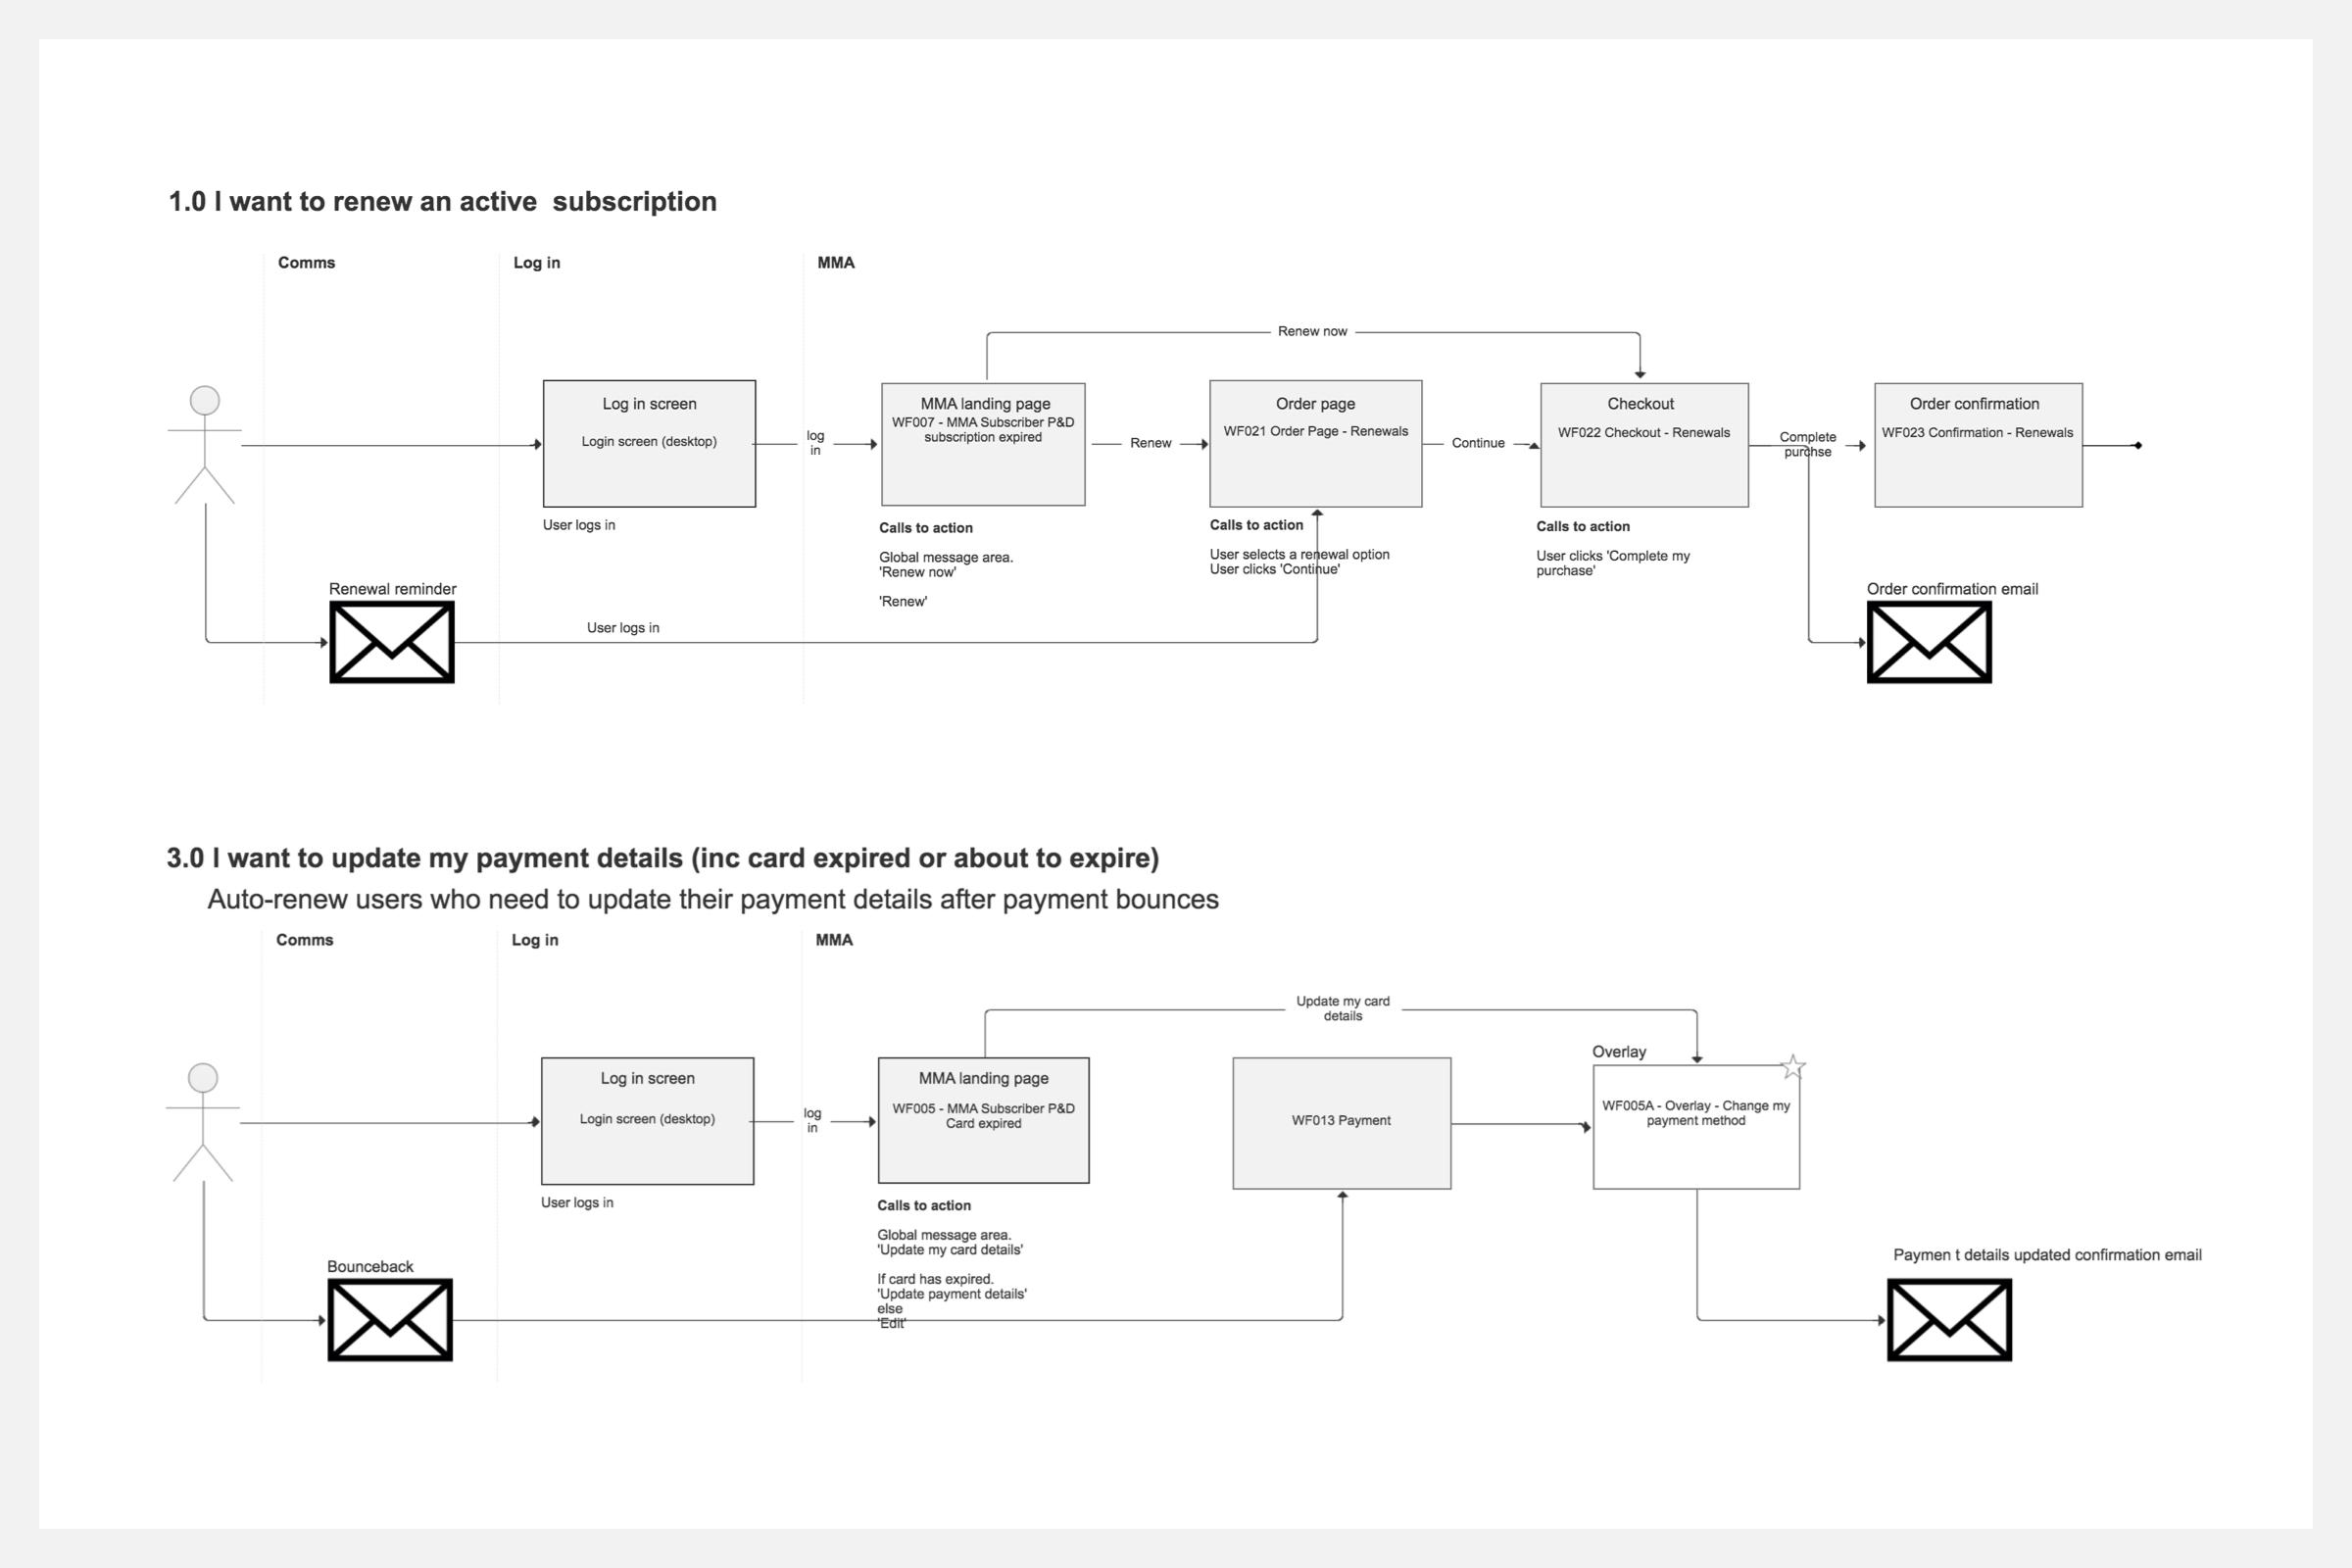 1.0 I want to renew an active  subscription
Comms
Log in
MMA
Renew now
Log in screen
Login screen (desktop)
User logs in
log
in
MMA landing page
WF007 - MMA Subscriber P&D
subscription expired
Calls to action
Global message area.
'Renew now'
'Renew'
Renew
Order page
WF021 Order Page - Renewals
Calls to action
User selects a renewal option
User clicks 'Continue'
Continue
Checkout
WF022 Checkout - Renewals
Calls to action
User clicks 'Complete my
purchase'
Complete
purchse
Order confirmation
WF023 Confirmation - Renewals
Renewal reminder
User logs in
Order confirmation email
3.0 I want to update my payment details (inc card expired or about to expire)
Auto-renew users who need to update their payment details after payment bounces
Comms
Log in
MMA
Update my card
details
Log in screen
Login screen (desktop)
User logs in
log
in
MMA landing page
WF005 - MMA Subscriber P&D
Card expired
Calls to action
Global message area.
'Update my card details'
If card has expired.
'Update payment details'
else
'Edit'
WF013 Payment
Overlay
WF005A - Overlay - Change my
payment method
Bounceback
Paymen t details updated confirmation email